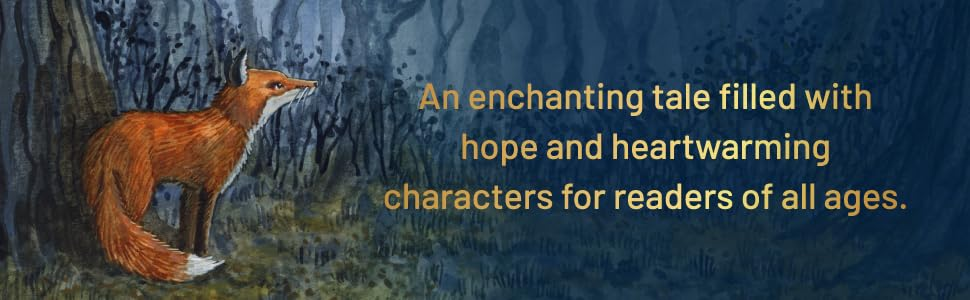 An enchanting tale filled with
hope and heartwarming
characters for readers of all ages.